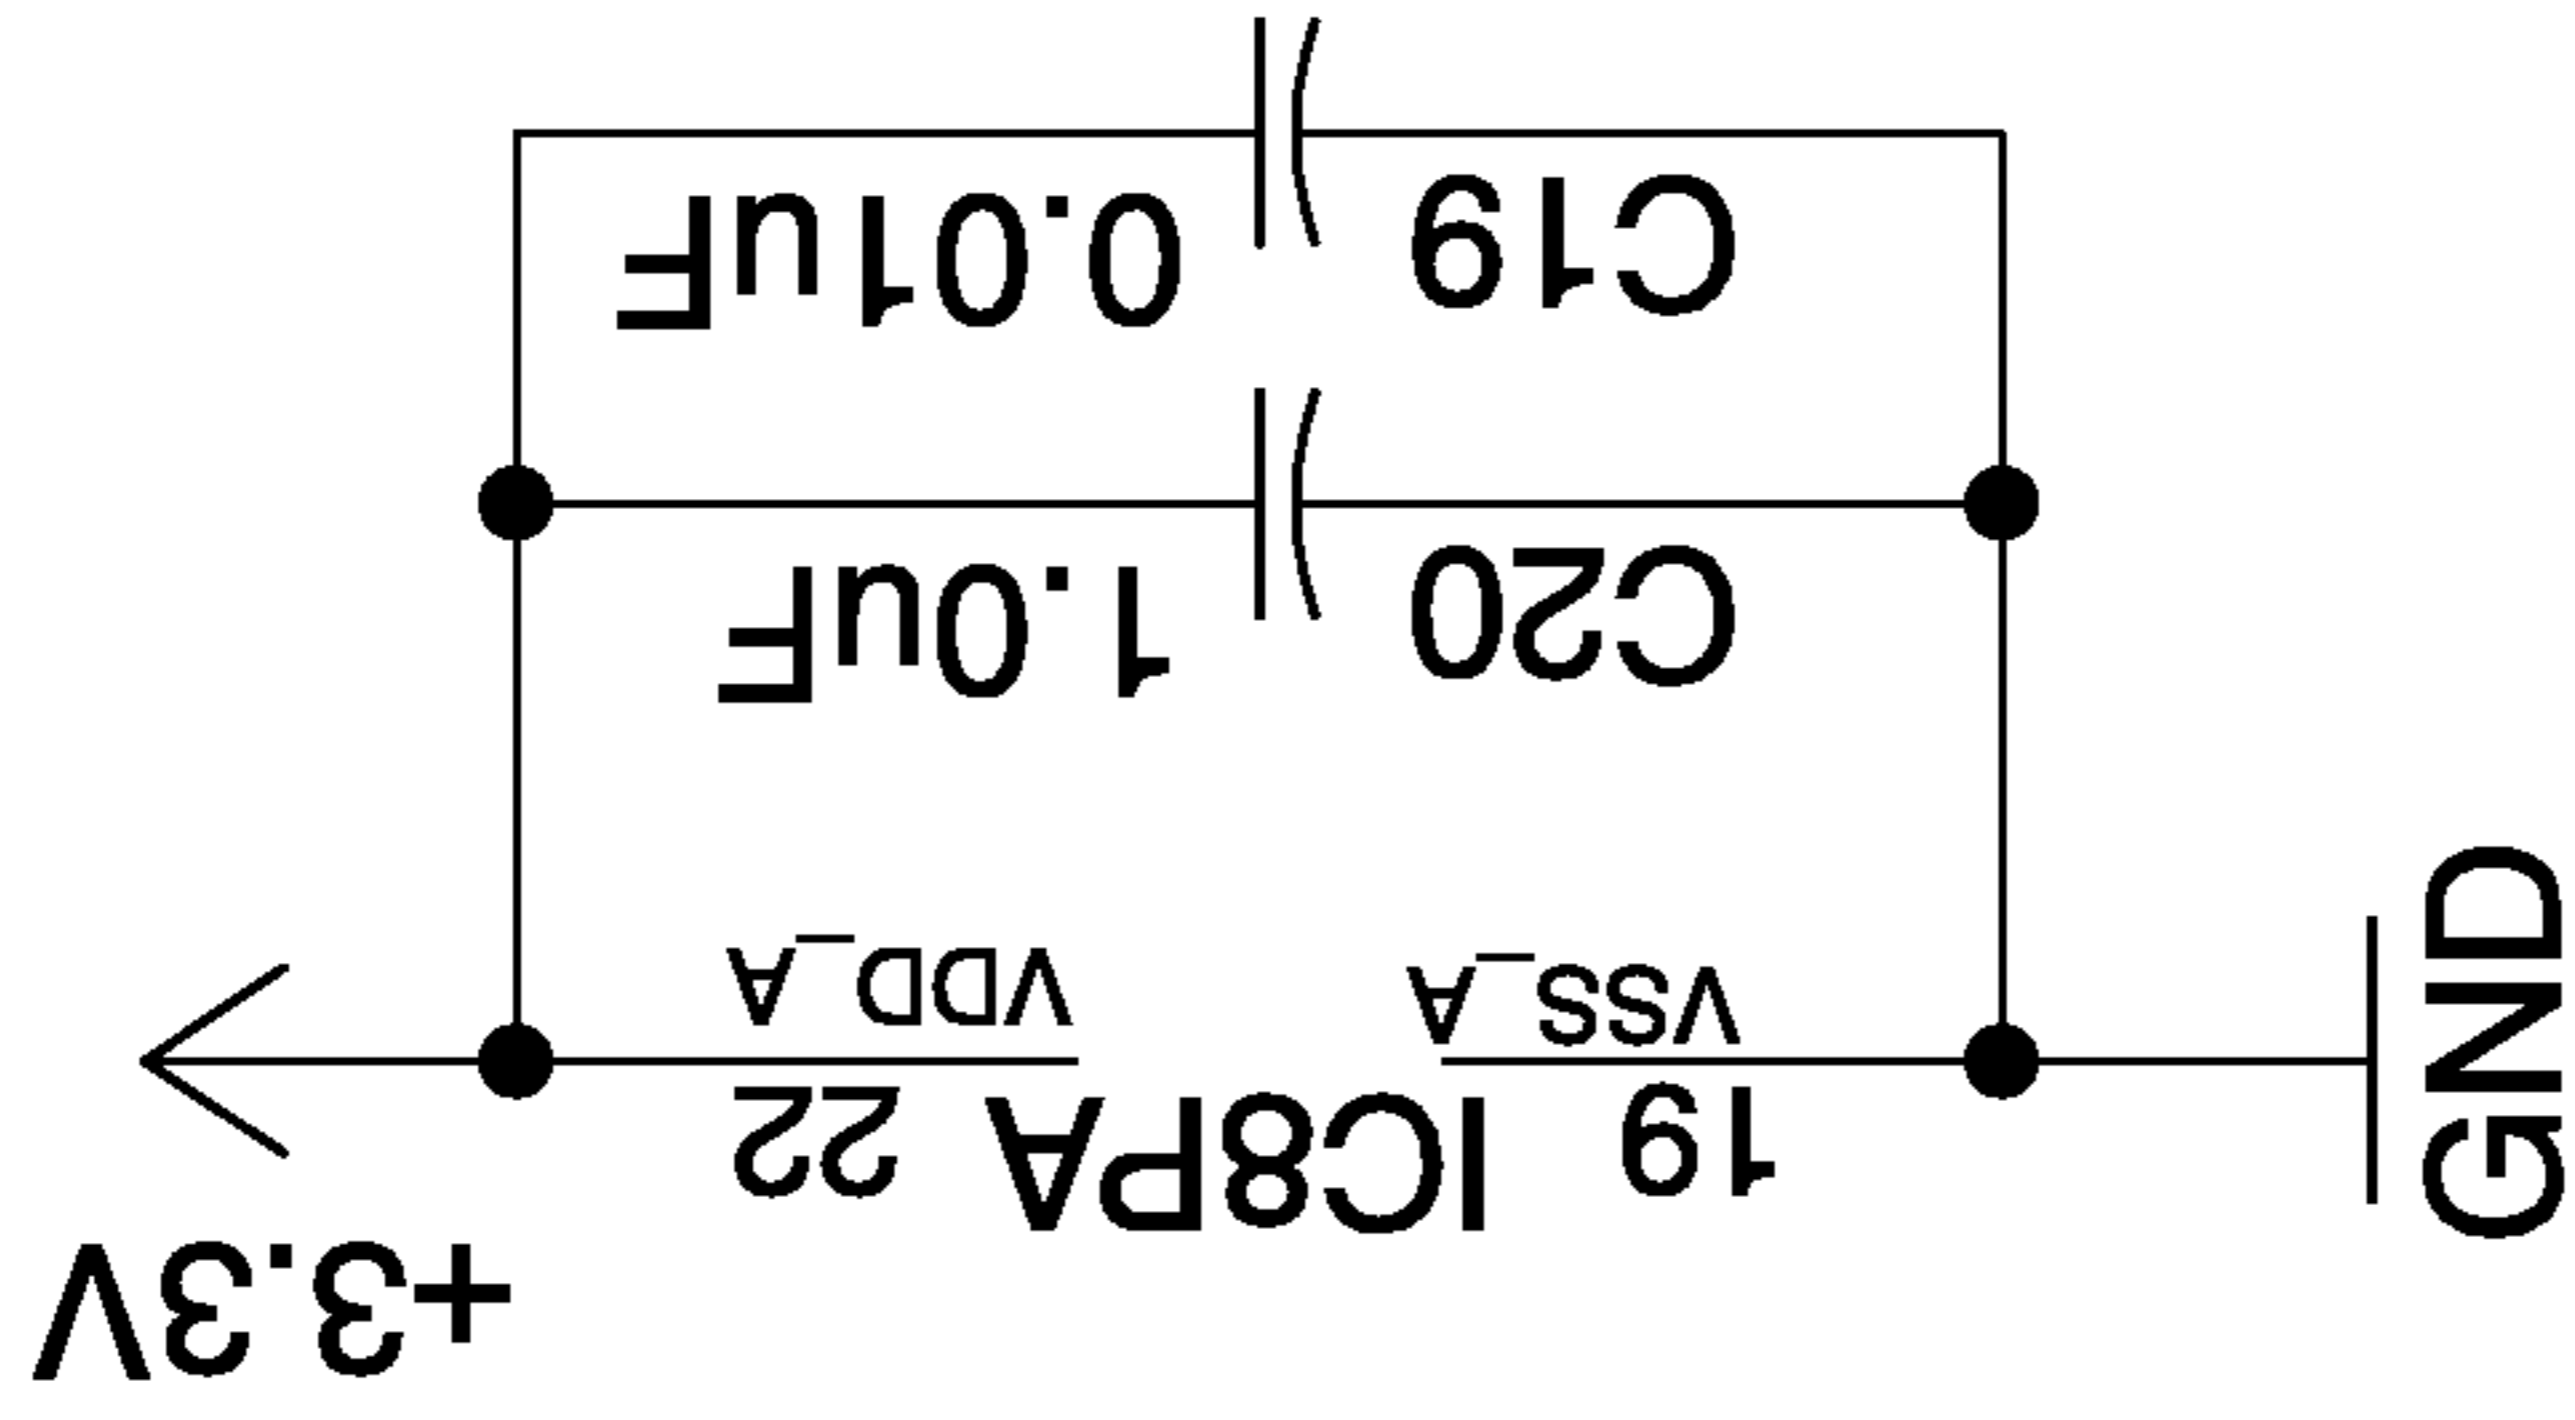 +3.3V
19
IC8PA
22
GND
VSS_A
VDD_A
C20
1.0uF
C19
0.01uF